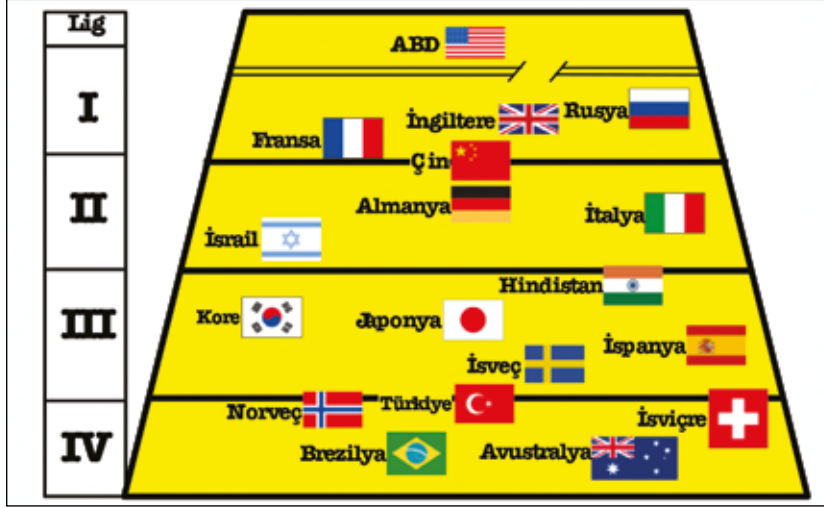 Lig
ABD
I
Rusya
İngiltere
Fransa
Çin
II
Almanya
İtalya
İsrail
Hindistan
III
Kore
Japonya
İspanya
İsveç
Norveç
Türkiye
İsviçre
IV
Brezilya
Avustralya